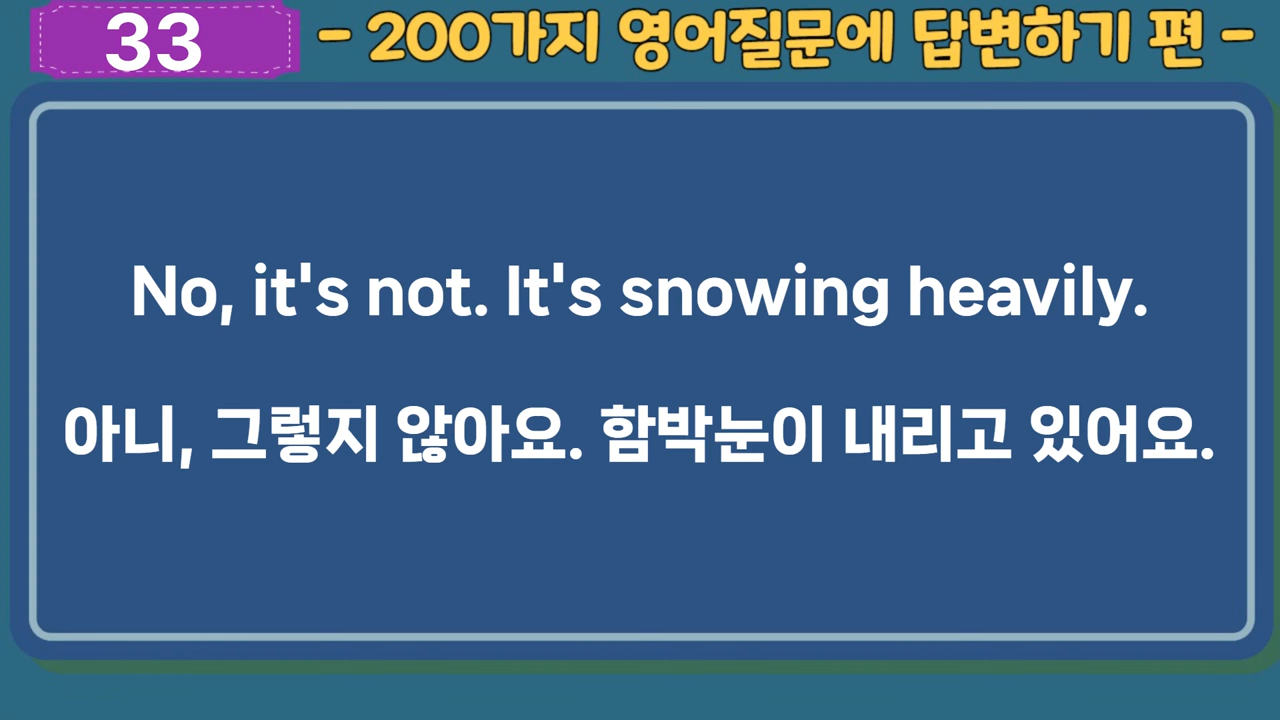 33
- 200가지 영어질문에 답변하기 편 -
No, it's not. It's snowing heavily.
아니, 그렇지 않아요. 함박눈이 내리고 있어요.